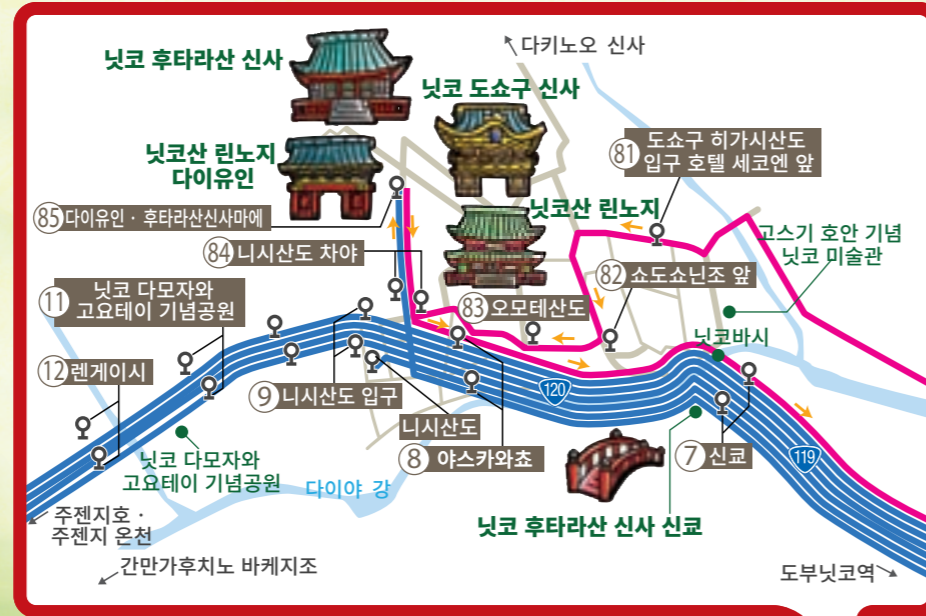 다키노오 신사
닛코 후타라산 신사
닛코 도쇼구 신사
81 도쇼구 히가시산도
입구 호텔 세코엔 앞
닛코산 린노지
다이유인
닛코산 린노지
85 다이유인 · 후타라산신사마에
고스기 호안 기념
닛코 미술관
84 니시산도 차야
82 쇼도쇼닌조 앞
11 닛코 다모자와
고요테이 기념공원
83 오모테산도
닛코바시
12 렌게이시
9 니시산도 입구
120
니시산도
8 야스카와쵸
7 신쿄
119
닛코 다모자와
고요테이 기념공원
다이야 강
닛코 후타라산 신사 신쿄
주젠지호 ·
주젠지 온천
간만가후치노 바케지조
도부닛코역